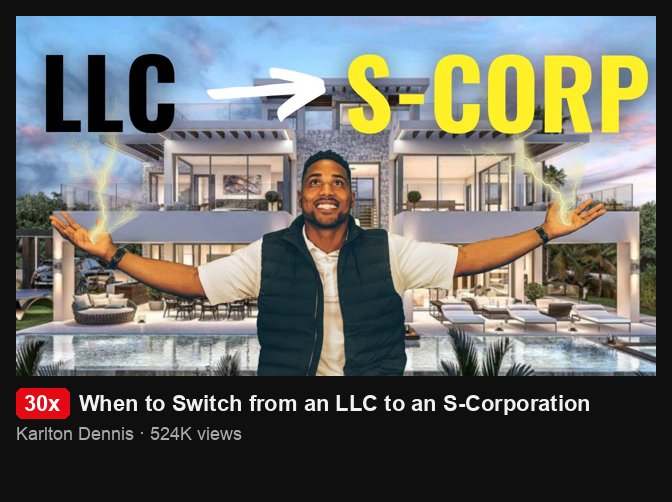 LLC S-CORP
30x When to Switch from an LLC to an S-Corporation
Karlton Dennis · 524K views